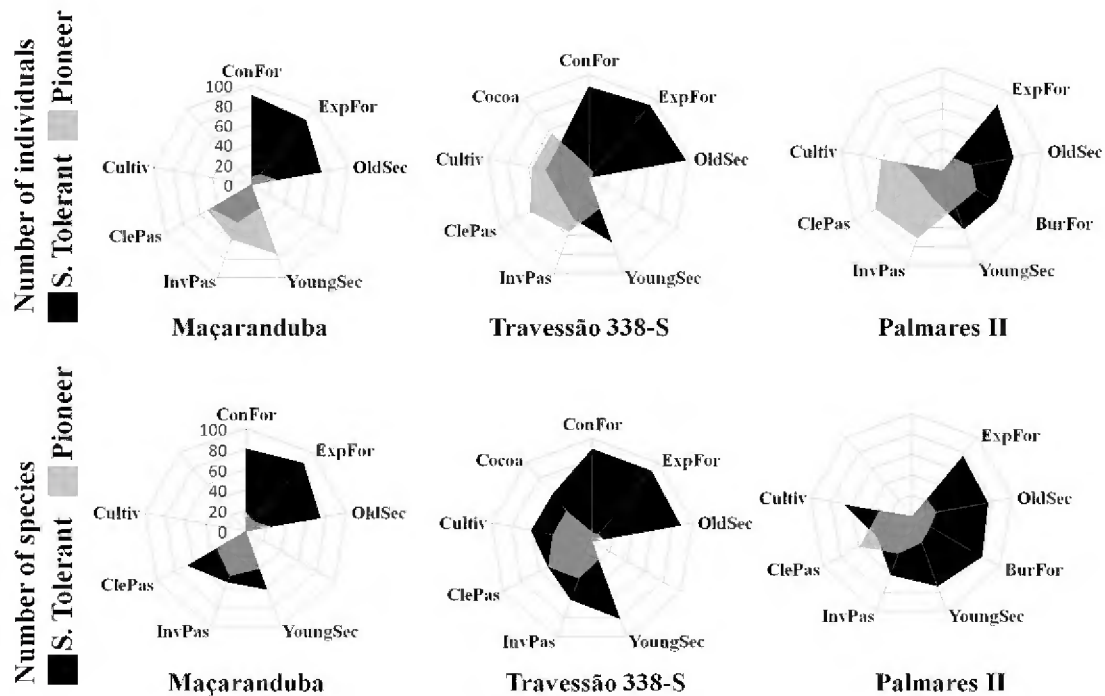 Number of individuals
S. Tolerant Pioneer
ConFor
100
80
60
40
20
0
ExpFor
OldSec
YoungSec
InvPas
ClePas
Cultiv
Maçaranduba
ConFor
ExpFor
OldSec
YoungSec
InvPas
ClePas
Cultiv
Cocoa
Travessão 338-S
ExpFor
OldSec
BurFor
YoungSec
InvPas
ClePas
Cultiv
Palmares II
Number of species
S. Tolerant Pioneer
ConFor
100
80
60
40
20
0
ExpFor
OldSec
YoungSec
InvPas
ClePas
Cultiv
Maçaranduba
ConFor
ExpFor
OldSec
YoungSec
InvPas
ClePas
Cultiv
Cocoa
Travessão 338-S
ExpFor
OldSec
BurFor
YoungSec
InvPas
ClePas
Cultiv
Palmares II